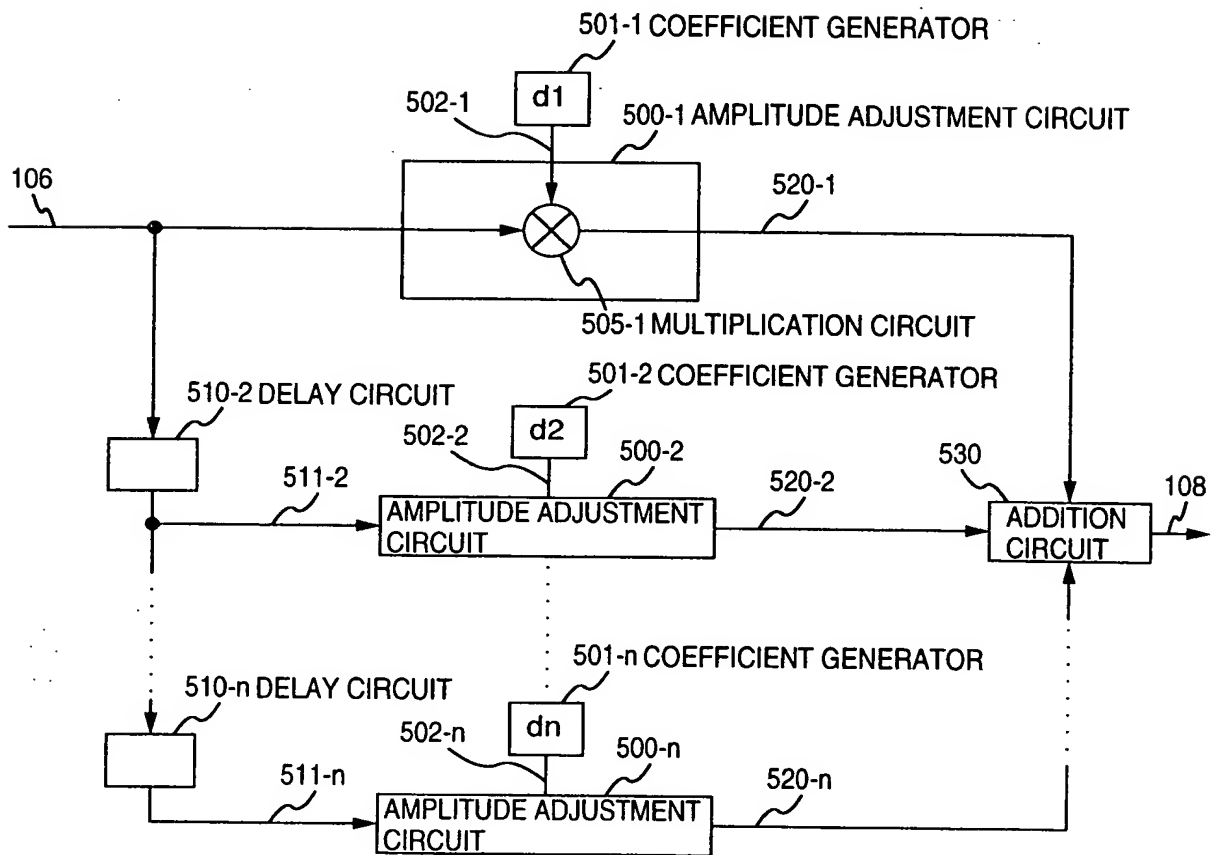 501-1 COEFFICIENT GENERATOR
d1
502-1
500-1 AMPLITUDE ADJUSTMENT CIRCUIT
106
520-1
505-1 MULTIPLICATION CIRCUIT
501-2 COEFFICIENT GENERATOR
510-2 DELAY CIRCUIT
d2
502-2
500-2
530
511-2
520-2
108
AMPLITUDE ADJUSTMENT
CIRCUIT
ADDITION
CIRCUIT
501-n COEFFICIENT GENERATOR
510-n DELAY CIRCUIT
dn
502-n
500-n
511-n
520-n
AMPLITUDE ADJUSTMENT
CIRCUIT